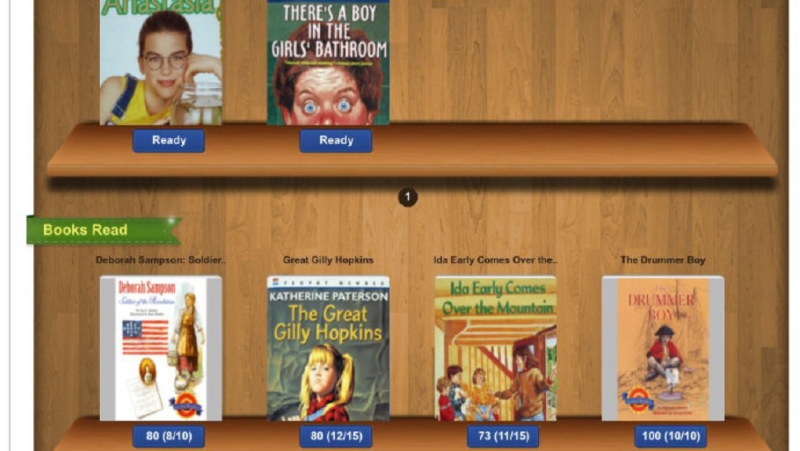 Anastasia
THERE'S A BOY
IN THE
GIRLS' BATHROOM
Ready
Ready
1
Books Read
Deborah Sampson: Soldier..
Great Gilly Hopkins
Ida Early Comes Over the..
The Drummer Boy
Deborah Sampson
Soldier of the Revolution
KATHERINE PATERSON
The Great
Gilly Hopkins
Ida Early Comes
Over the Mountain
The
DRUMMER
BOY
80 (8/10)
80 (12/15)
73 (11/15)
100 (10/10)